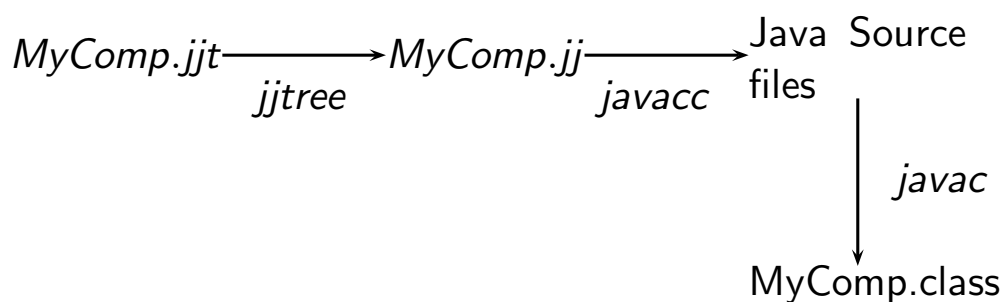 MyComp.jjt
jjtree
MyComp.jj
javacc
Java Source
files
javac
MyComp.class